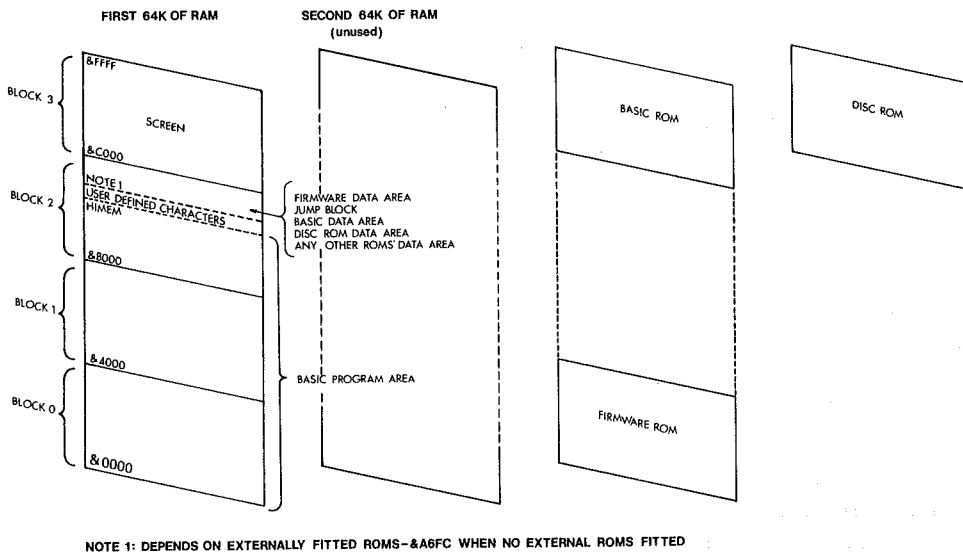 FIRST 64K OF RAM
SECOND 64K OF RAM
(unused)
&FFFF
BLOCK 3
SCREEN
BASIC ROM
DISC ROM
&C000
NOTE 1
BLOCK 2
USER DEFINED CHARACTERS
HIMEM
FIRMWARE DATA AREA
JUMP BLOCK
BASIC DATA AREA
DISC ROM DATA AREA
ANY OTHER ROMS' DATA AREA
&8000
BLOCK 1
&4000
BASIC PROGRAM AREA
BLOCK 0
FIRMWARE ROM
&0000
NOTE 1: DEPENDS ON EXTERNALLY FITTED ROMS–&A6FC WHEN NO EXTERNAL ROMS FITTED